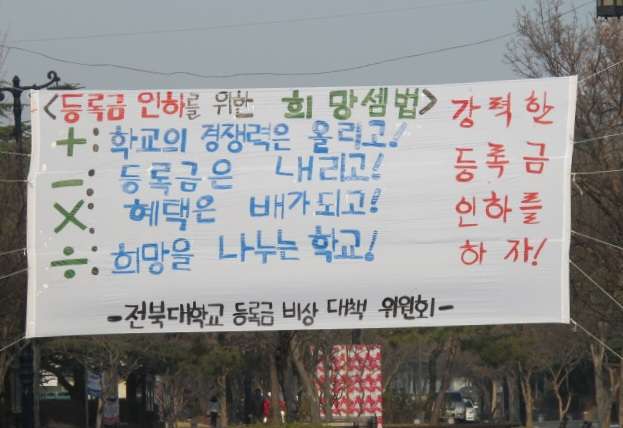 <등록금 인하를 위한 희망셈법>
+: 학교의 경쟁력은 올리고!
-: 등록금은 내리고!
×: 혜택은 배가되고!
÷: 희망을 나누는 학교!
강력한
등록금
인하를
하자!
-전북대학교 등록금 비상 대책 위원회-